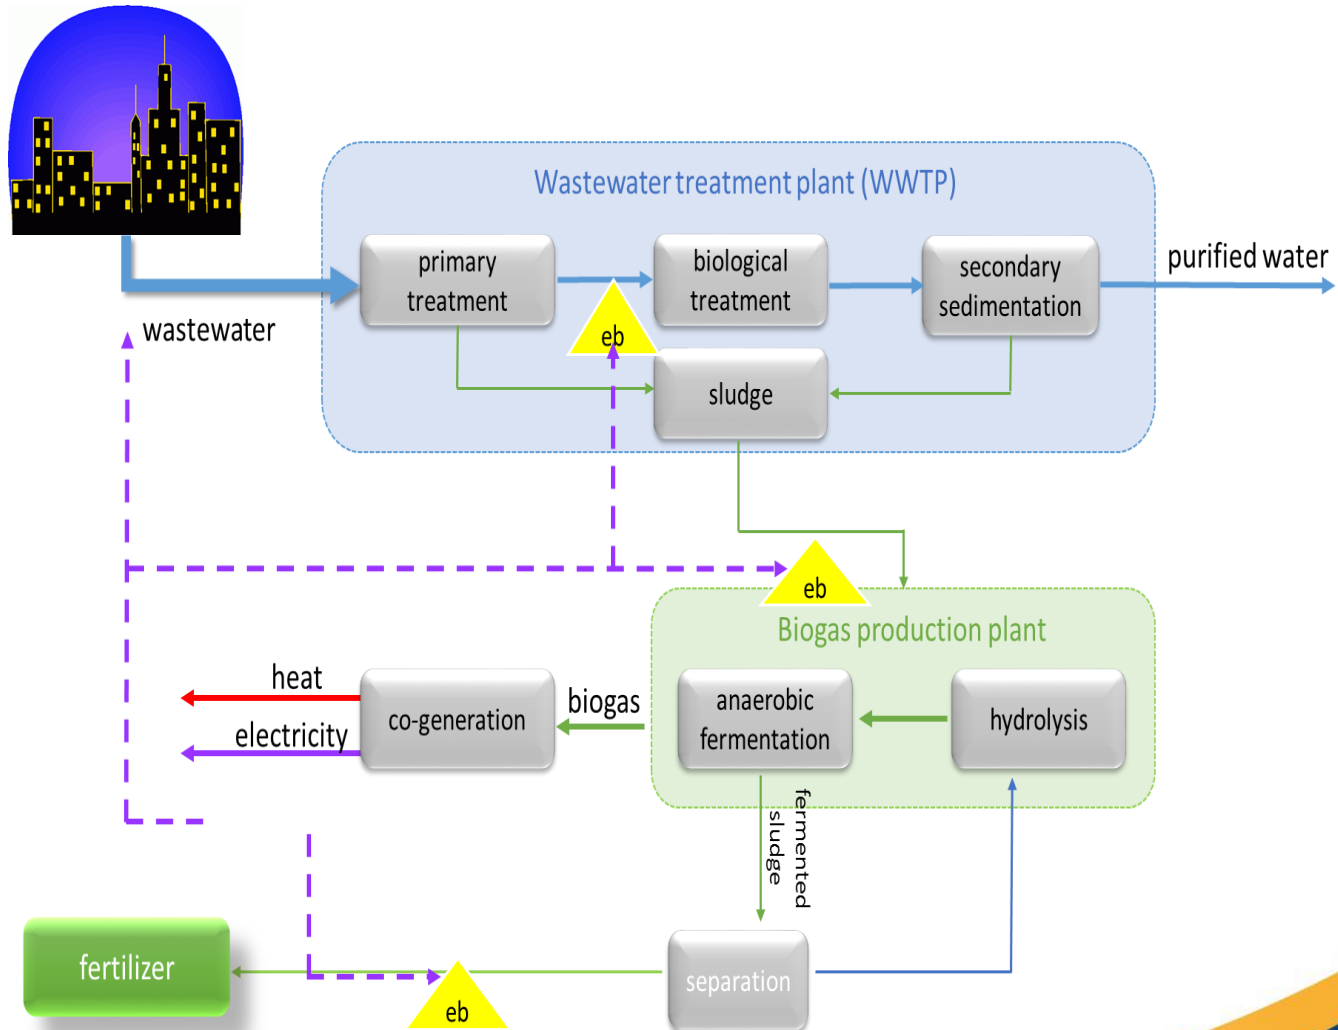 Wastewater treatment plant (WWTP)
primary
treatment
biological
treatment
secondary
sedimentation
purified water
wastewater
eb
sludge
eb
Biogas production plant
heat
electricity
co-generation
biogas
anaerobic
fermentation
hydrolysis
fermented
sludge
fertilizer
separation
eb